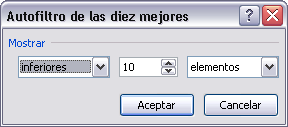 Autofiltro de las diez mejores
Mostrar
inferiores 10 elementos
Aceptar Cancelar